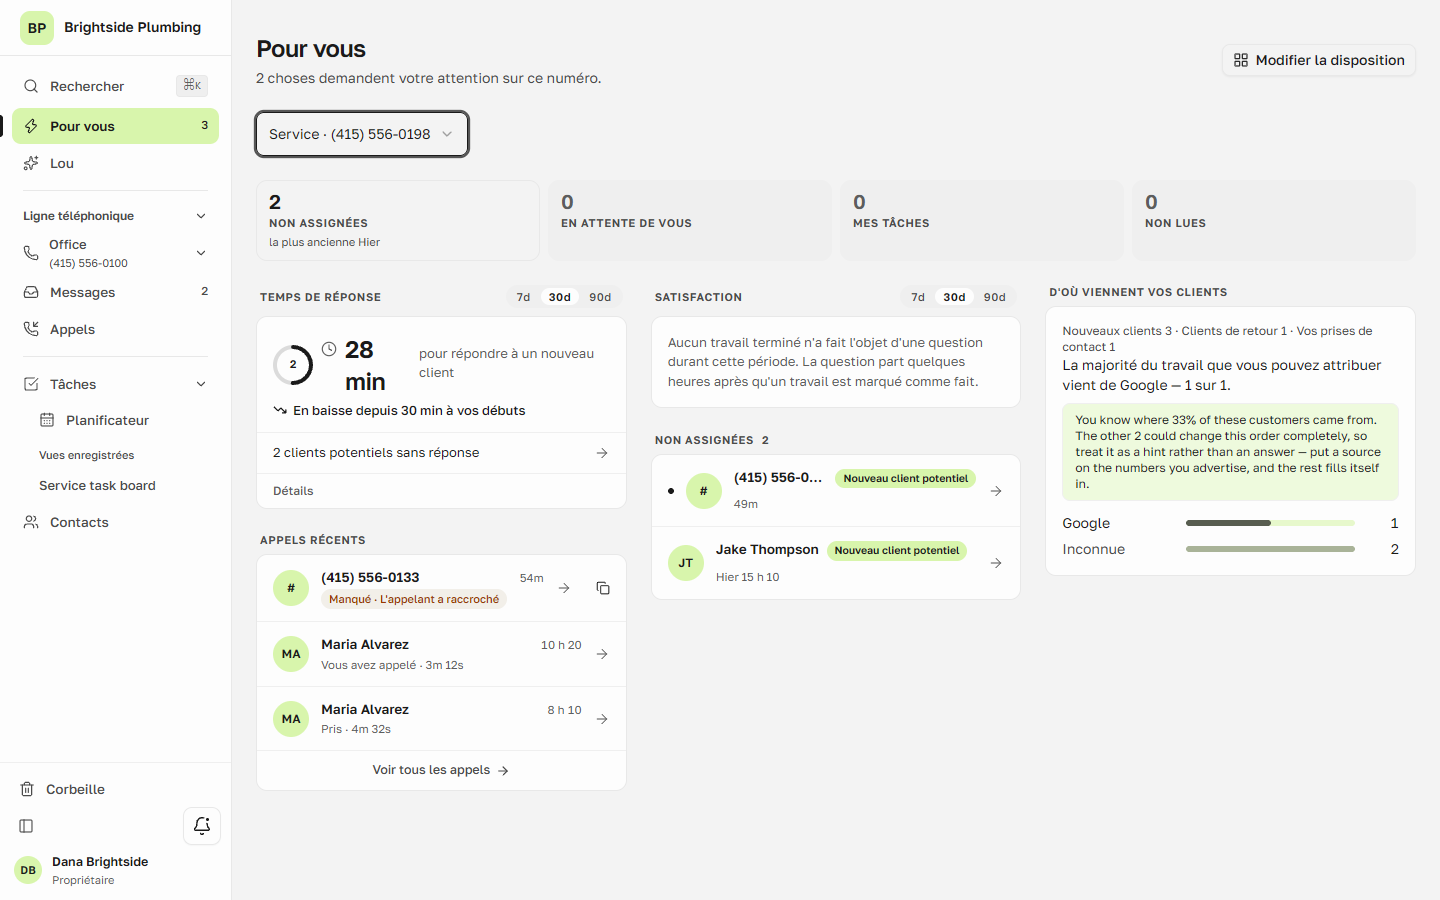 BP Brightside Plumbing
Rechercher ⌘K
Pour vous 3
Lou
Ligne téléphonique
Office
(415) 556-0100
Messages 2
Appels
Tâches
Planificateur
Vues enregistrées
Service task board
Contacts
Corbeille
DB Dana Brightside
Propriétaire
Pour vous
2 choses demandent votre attention sur ce numéro.
Modifier la disposition
Service · (415) 556-0198
2
NON ASSIGNÉES
la plus ancienne Hier
0
EN ATTENTE DE VOUS
0
MES TÂCHES
0
NON LUES
TEMPS DE RÉPONSE 7d 30d 90d
2
28
min
pour répondre à un nouveau
client
En baisse depuis 30 min à vos débuts
2 clients potentiels sans réponse
Détails
APPELS RÉCENTS
# (415) 556-0133 54m
Manqué · L'appelant a raccroché
MA Maria Alvarez 10 h 20
Vous avez appelé · 3m 12s
MA Maria Alvarez 8 h 10
Pris · 4m 32s
Voir tous les appels
SATISFACTION 7d 30d 90d
Aucun travail terminé n'a fait l'objet d'une question
durant cette période. La question part quelques
heures après qu'un travail est marqué comme fait.
NON ASSIGNÉES 2
# (415) 556-0... Nouveau client potentiel
49m
JT Jake Thompson Nouveau client potentiel
Hier 15 h 10
D'OÙ VIENNENT VOS CLIENTS
Nouveaux clients 3 · Clients de retour 1 · Vos prises de
contact 1
La majorité du travail que vous pouvez attribuer
vient de Google — 1 sur 1.
You know where 33% of these customers came from.
The other 2 could change this order completely, so
treat it as a hint rather than an answer — put a source
on the numbers you advertise, and the rest fills itself
in.
Google 1
Inconnue 2